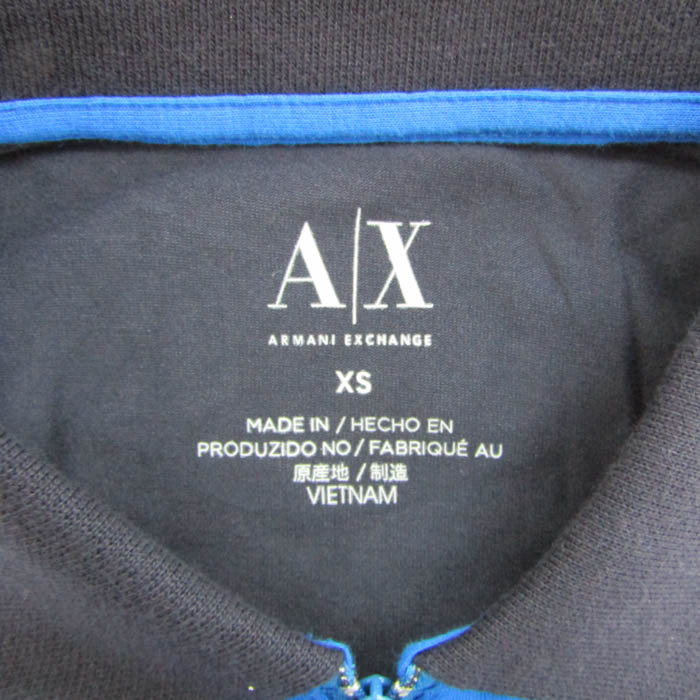 A|X
ARMANI EXCHANGE
XS
MADE IN / HECHO EN
PRODUZIDO NO / FABRIQUÉ AU
原産地 / 制造
VIETNAM